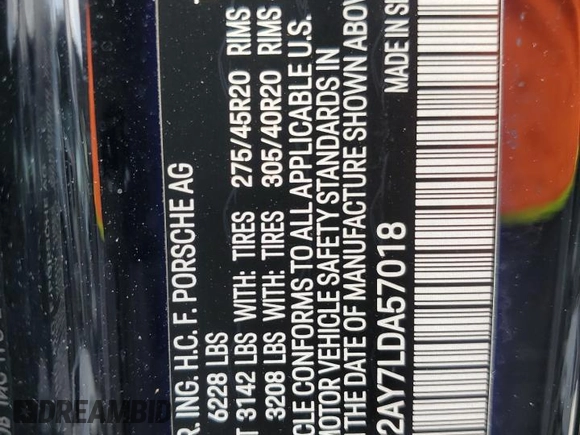 R. ING. H.C. F. PORSCHE AG
6228 LBS
T 3142 LBS WITH: TIRES 275/45R20 RIMS
3208 LBS WITH: TIRES 305/40R20 RIMS
ICLE CONFORMS TO ALL APPLICABLE U.S.
MOTOR VEHICLE SAFETY STANDARDS IN
T THE DATE OF MANUFACTURE SHOWN ABOV
MADE IN S
2AY7LDA57018
DREAMBID